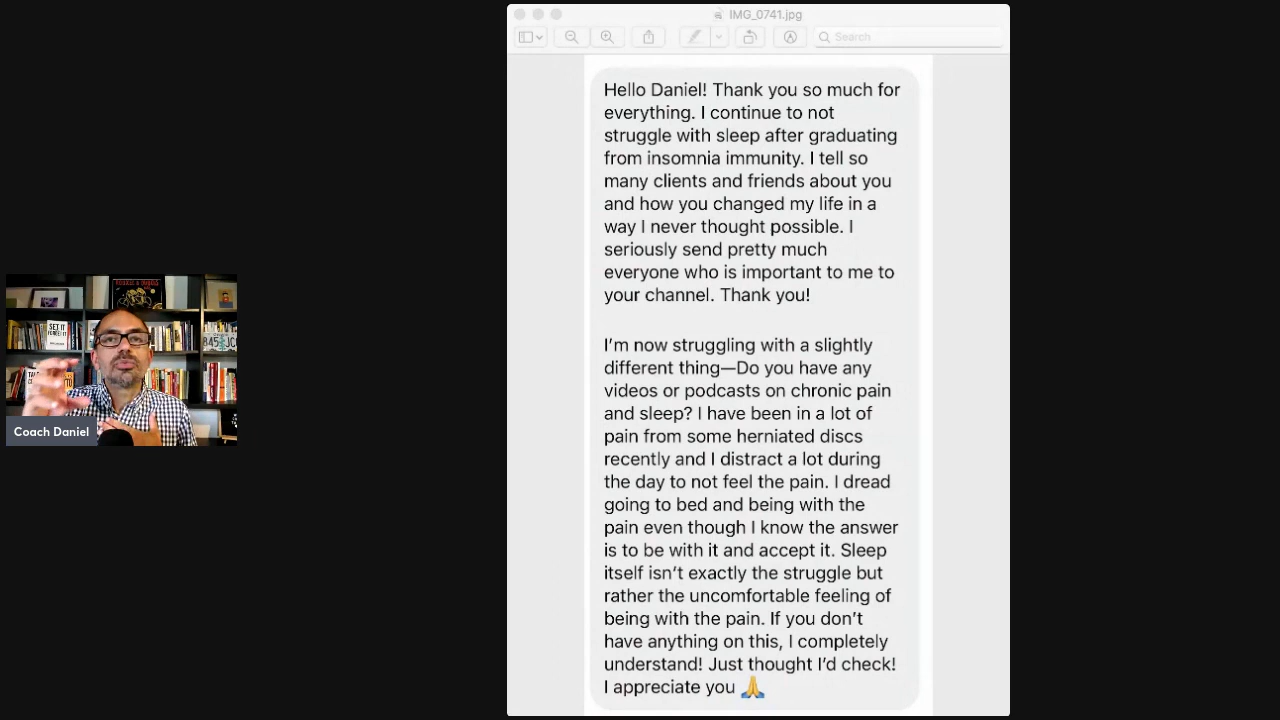 IMG_0741.jpg
Search
Hello Daniel! Thank you so much for
everything. I continue to not
struggle with sleep after graduating
from insomnia immunity. I tell so
many clients and friends about you
and how you changed my life in a
way I never thought possible. I
seriously send pretty much
everyone who is important to me to
your channel. Thank you!
I’m now struggling with a slightly
different thing—Do you have any
videos or podcasts on chronic pain
and sleep? I have been in a lot of
pain from some herniated discs
recently and I distract a lot during
the day to not feel the pain. I dread
going to bed and being with the
pain even though I know the answer
is to be with it and accept it. Sleep
itself isn’t exactly the struggle but
rather the uncomfortable feeling of
being with the pain. If you don’t
have anything on this, I completely
understand! Just thought I’d check!
I appreciate you 🙏
SET IT
Coach Daniel